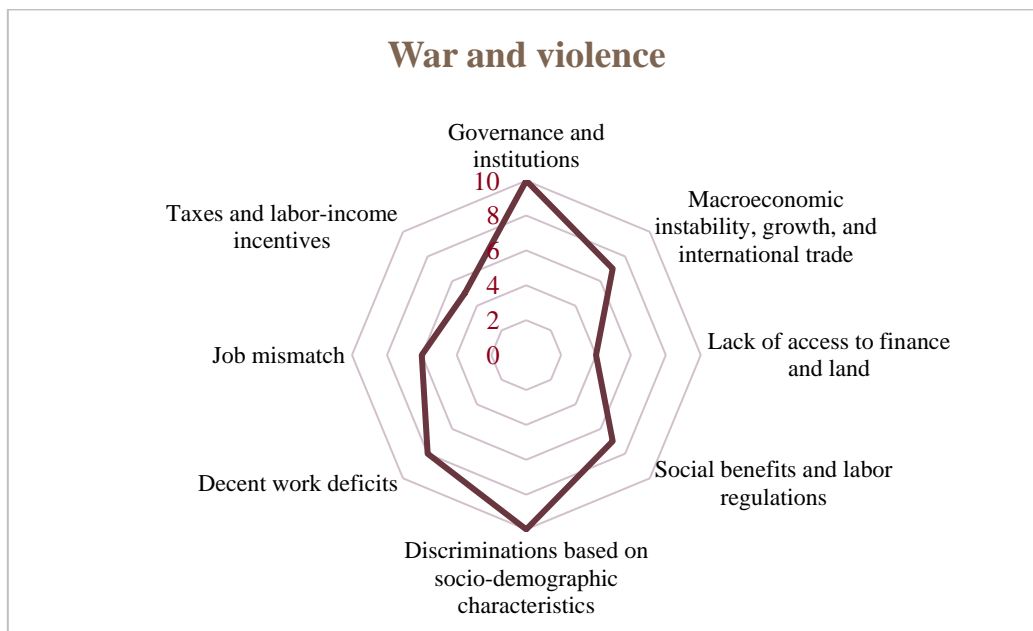 War and violence
Governance and
institutions
Macroeconomic
instability, growth, and
international trade
Lack of access to finance
and land
Social benefits and labor
regulations
Discriminations based on
socio-demographic
characteristics
Decent work deficits
Job mismatch
Taxes and labor-income
incentives
10
8
6
4
2
0